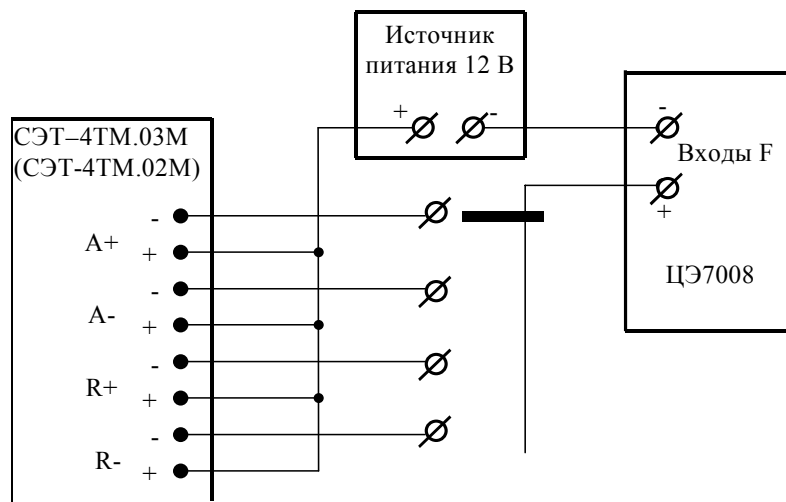 Источник
питания 12 В
+ -
СЭТ–4ТМ.03М
(СЭТ-4ТМ.02М)
-
A+
+
-
A-
+
-
R+
+
-
R-
+
-
Входы F
+
ЦЭ7008